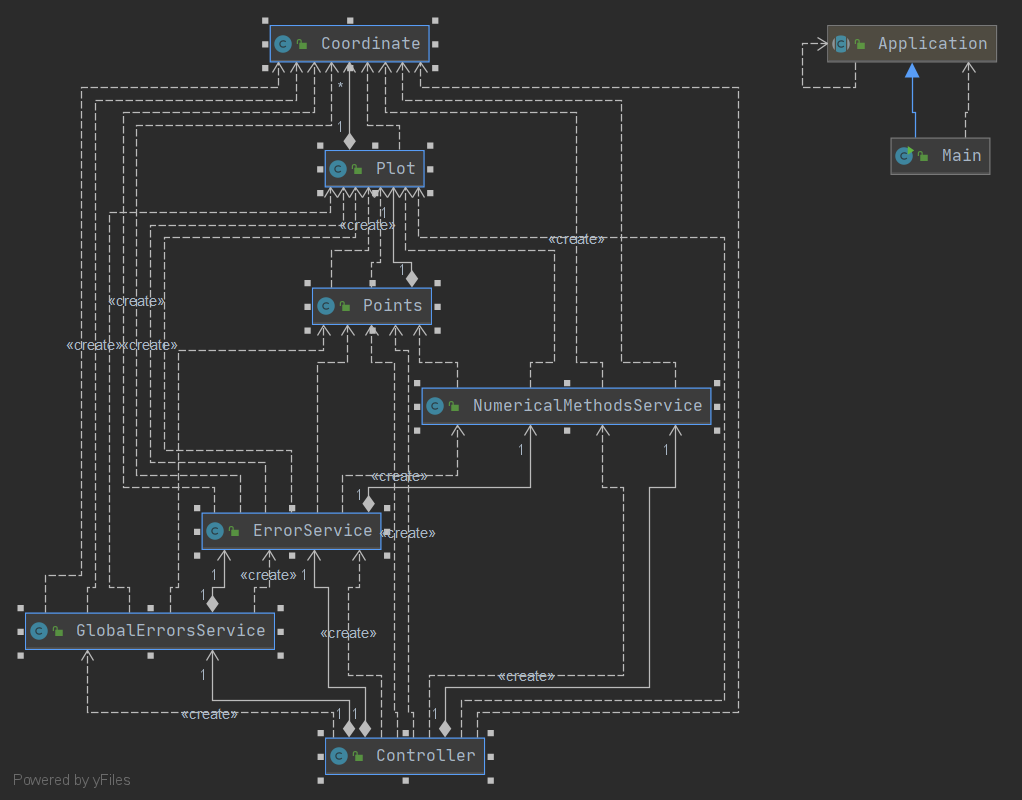 Coordinate
Application
*
1
Plot
Main
1
«create»
«create»
1
Points
«create»
«create»
«create»
NumericalMethodsService
1
1
«create»
1
ErrorService
«create»
1
«create»
1
1
GlobalErrorsService
«create»
1
«create»
«create»
1
1
1
Controller
Powered by yFiles